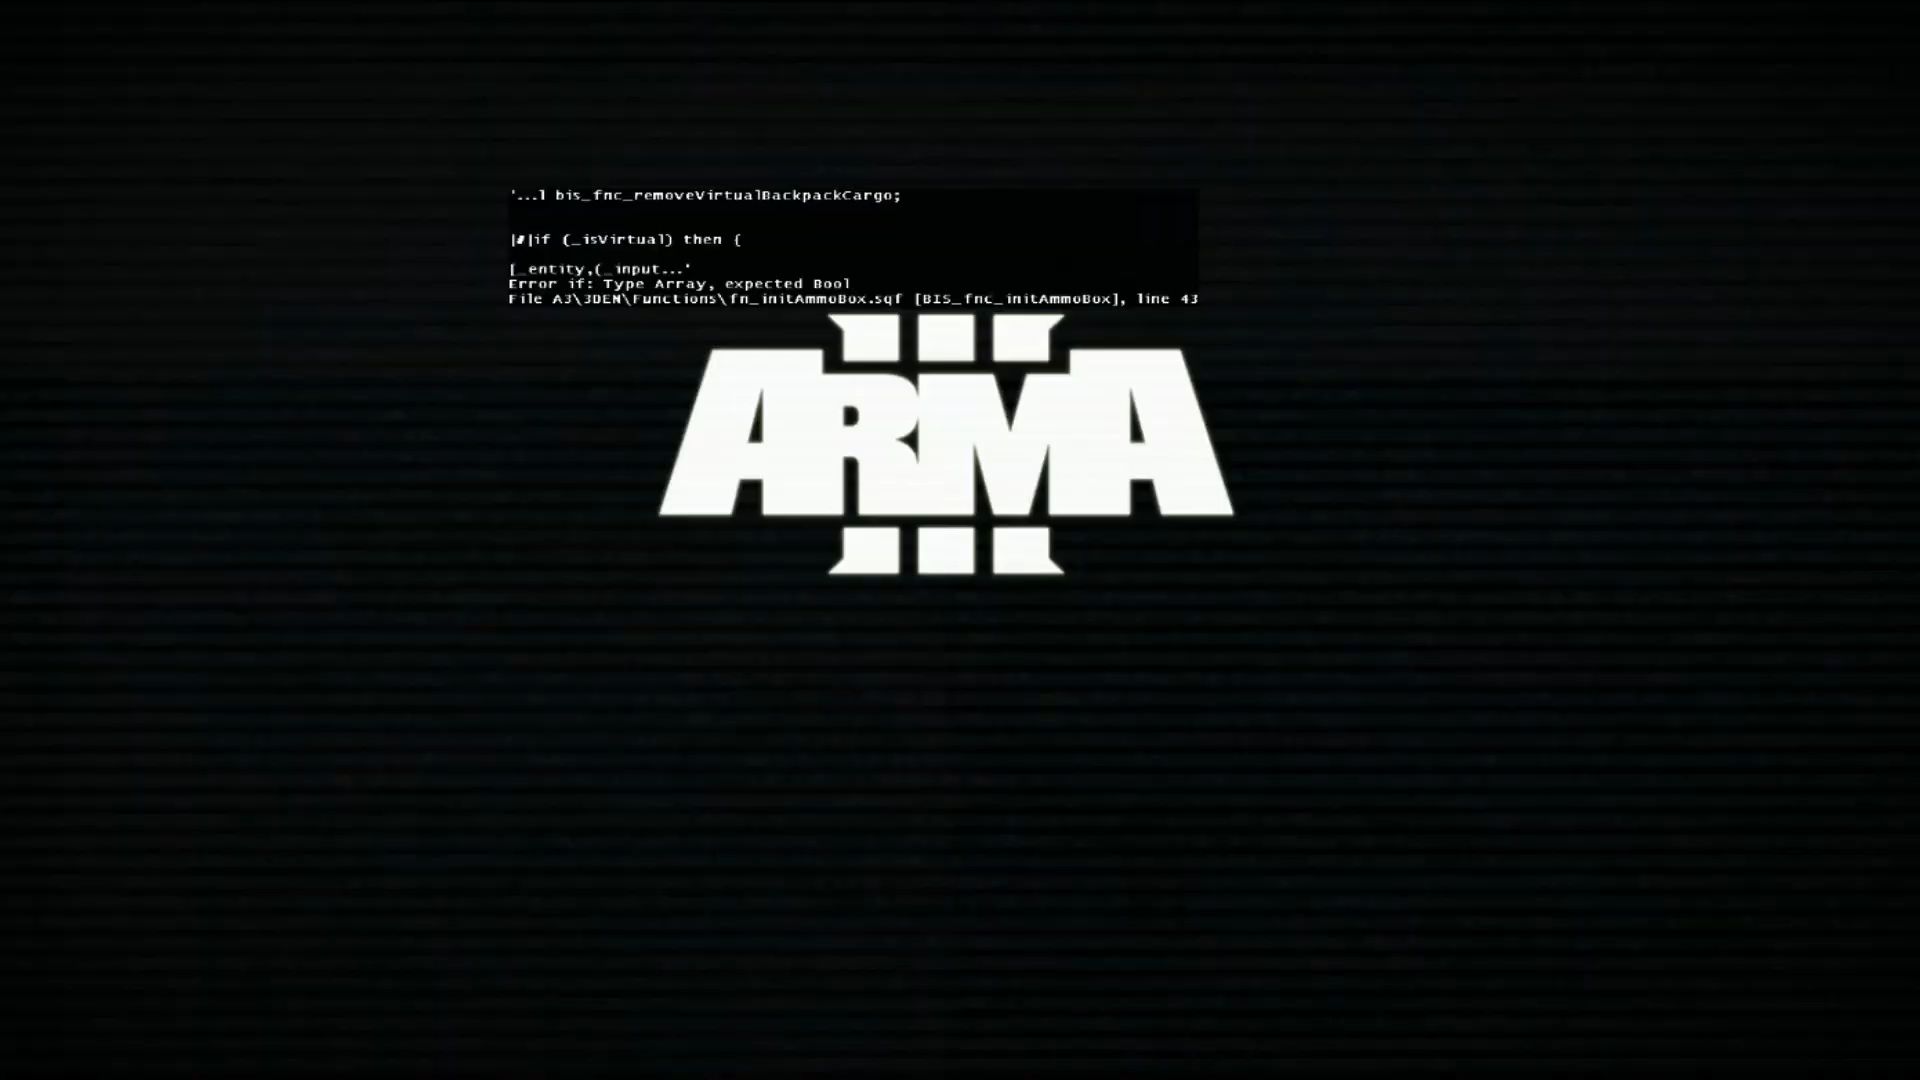 '...] bis_fnc_removeVirtualBackpackCargo;
|#|if (_isVirtual) then {
[_entity,(_input...'
Error if: Type Array, expected Bool
File A3\3DEN\Functions\fn_initAmmoBox.sqf [BIS_fnc_initAmmoBox], line 43
III
ARMA